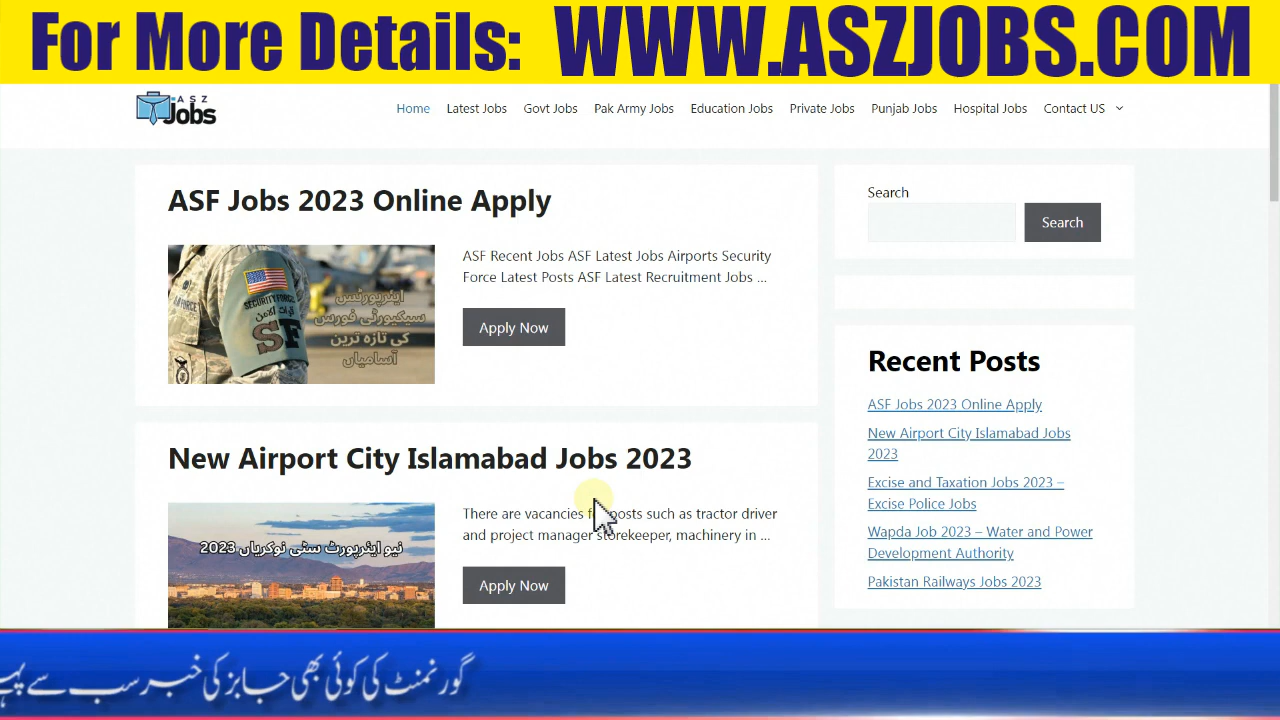 For More Details: WWW.ASZJOBS.COM
ASZ
Jobs
Home Latest Jobs Govt Jobs Pak Army Jobs Education Jobs Private Jobs Punjab Jobs Hospital Jobs Contact US
ASF Jobs 2023 Online Apply
SECURITY FORCES
SF
ایئرپورٹس
سیکیورٹی فورس
کی تازہ ترین
آسامیاں
ASF Recent Jobs ASF Latest Jobs Airports Security
Force Latest Posts ASF Latest Recruitment Jobs ...
Apply Now
New Airport City Islamabad Jobs 2023
نیو ایئرپورٹ سٹی نوکریاں 2023
There are vacancies for posts such as tractor driver
and project manager storekeeper, machinery in ...
Apply Now
Search
Search
Recent Posts
ASF Jobs 2023 Online Apply
New Airport City Islamabad Jobs
2023
Excise and Taxation Jobs 2023 –
Excise Police Jobs
Wapda Job 2023 – Water and Power
Development Authority
Pakistan Railways Jobs 2023
گورنمنٹ کی کوئی بھی جابز کی خبر سب سے پہ